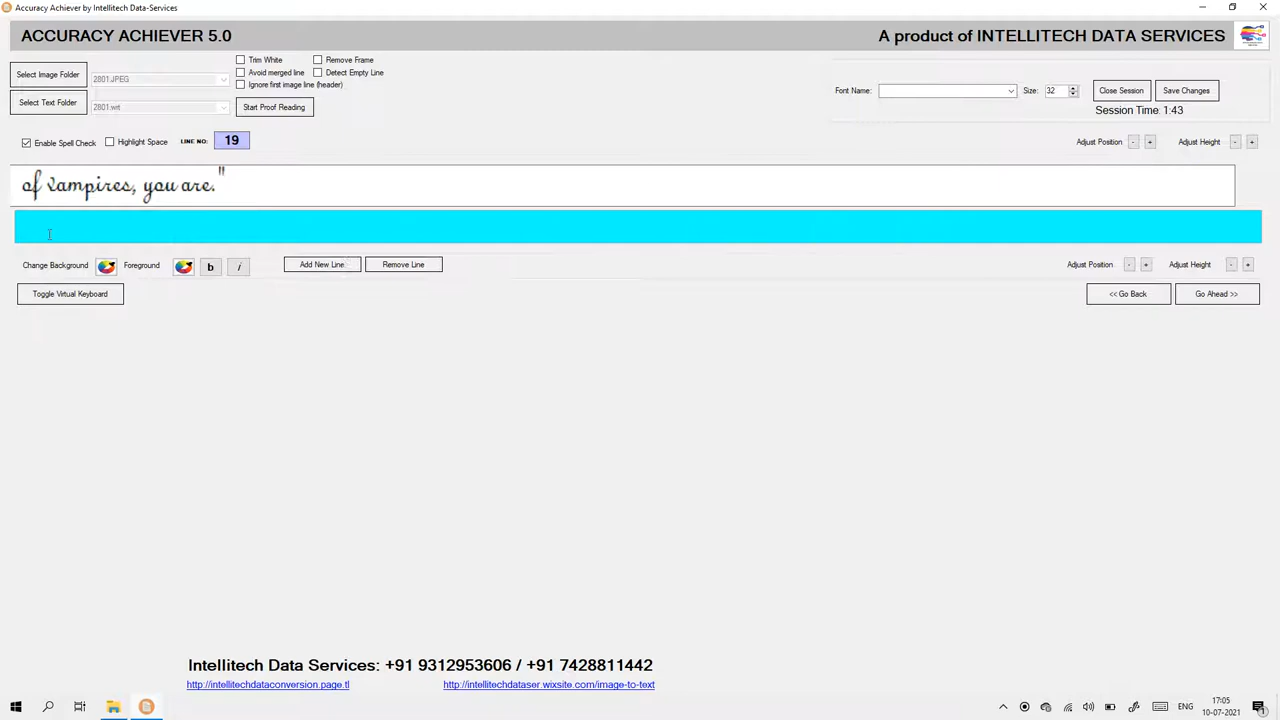 Accuracy Achiever by Intellitech Data-Services
ACCURACY ACHIEVER 5.0
A product of INTELLITECH DATA SERVICES
Select Image Folder
2801.JPEG
Trim White
Remove Frame
Avoid merged line
Detect Empty Line
Ignore first image line (header)
Select Text Folder
2801.wrt
Start Proof Reading
Font Name:
Size:
32
Close Session
Save Changes
Session Time: 1:43
Enable Spell Check
Highlight Space
LINE NO:
19
Adjust Position
-
+
Adjust Height
-
+
of vampires, you are."
Change Background
Foreground
b
i
Add New Line
Remove Line
Adjust Position
-
+
Adjust Height
-
+
Toggle Virtual Keyboard
<< Go Back
Go Ahead >>
Intellitech Data Services: +91 9312953606 / +91 7428811442
http://intellitechdataconversion.page.tl
http://intellitechdataser.wixsite.com/image-to-text
ENG
17:05
10-07-2021
1